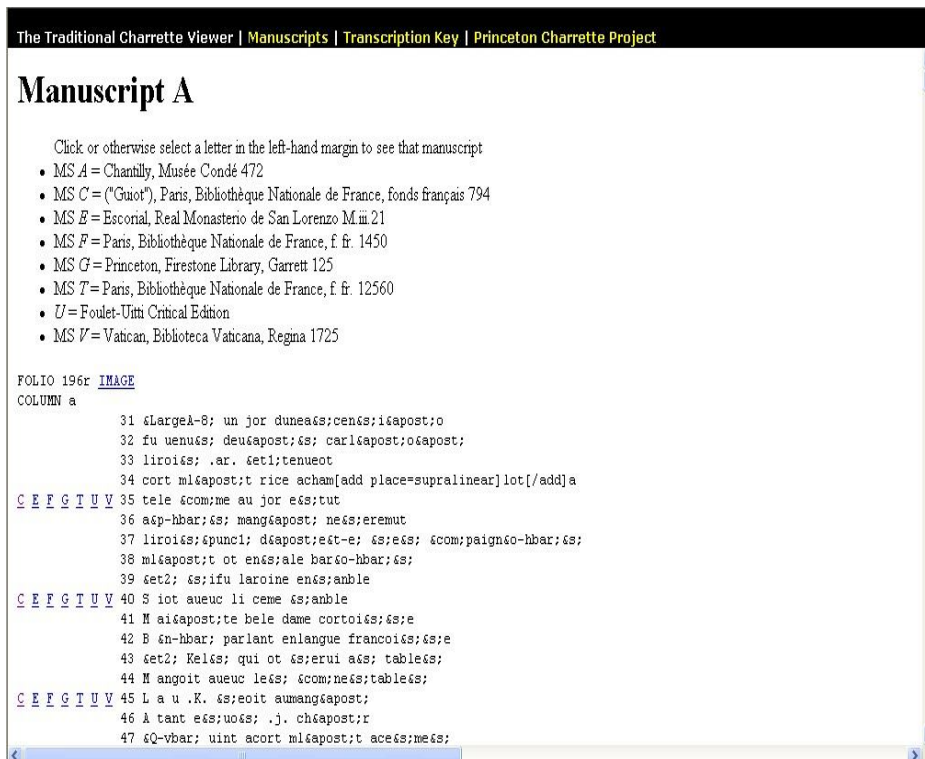 The Traditional Charrette Viewer | Manuscripts | Transcription Key | Princeton Charrette Project
Manuscript A
Click or otherwise select a letter in the left-hand margin to see that manuscript
• MS A = Chantilly, Musée Condé 472
• MS C = ("Guiot"), Paris, Bibliothèque Nationale de France, fonds français 794
• MS E = Escorial, Real Monasterio de San Lorenzo M.iii.21
• MS F = Paris, Bibliothèque Nationale de France, f. fr. 1450
• MS G = Princeton, Firestone Library, Garrett 125
• MS T = Paris, Bibliothèque Nationale de France, f. fr. 12560
• U = Foulet-Uitti Critical Edition
• MS V = Vatican, Biblioteca Vaticana, Regina 1725
FOLIO 196r IMAGE
COLUMN a
31 &LargeA-8; un jor dunea&s;cen&s;i&apost;o
32 fu uenu&s; deu&apost;&s; carl&apost;o&apost;
33 liroi&s; .ar. &et1;tenueot
34 cort ml&apost;t rice acham[add place=supralinear]lot[/add]a
C E F G T U V 35 tele &com;me au jor e&s;tut
36 a&p-hbar;&s; mang&apost; ne&s;eremut
37 liroi&s;&punc1; d&apost;e&t-e; &s;e&s; &com;paign&o-hbar;&s;
38 ml&apost;t ot en&s;ale bar&o-hbar;&s;
39 &et2; &s;ifu laroine en&s;anble
C E F G T U V 40 S iot aueuc li ceme &s;anble
41 M ai&apost;te bele dame cortoi&s;&s;e
42 B &n-hbar; parlant enlangue francoi&s;&s;e
43 &et2; Kel&s; qui ot &s;erui a&s; table&s;
44 M angoit aueuc le&s; &com;ne&s;table&s;
C E F G T U V 45 L a u .K. &s;eoit aumang&apost;
46 A tant e&s;uo&s; .j. ch&apost;r
47 &Q-vbar; uint acort ml&apost;t ace&s;me&s;